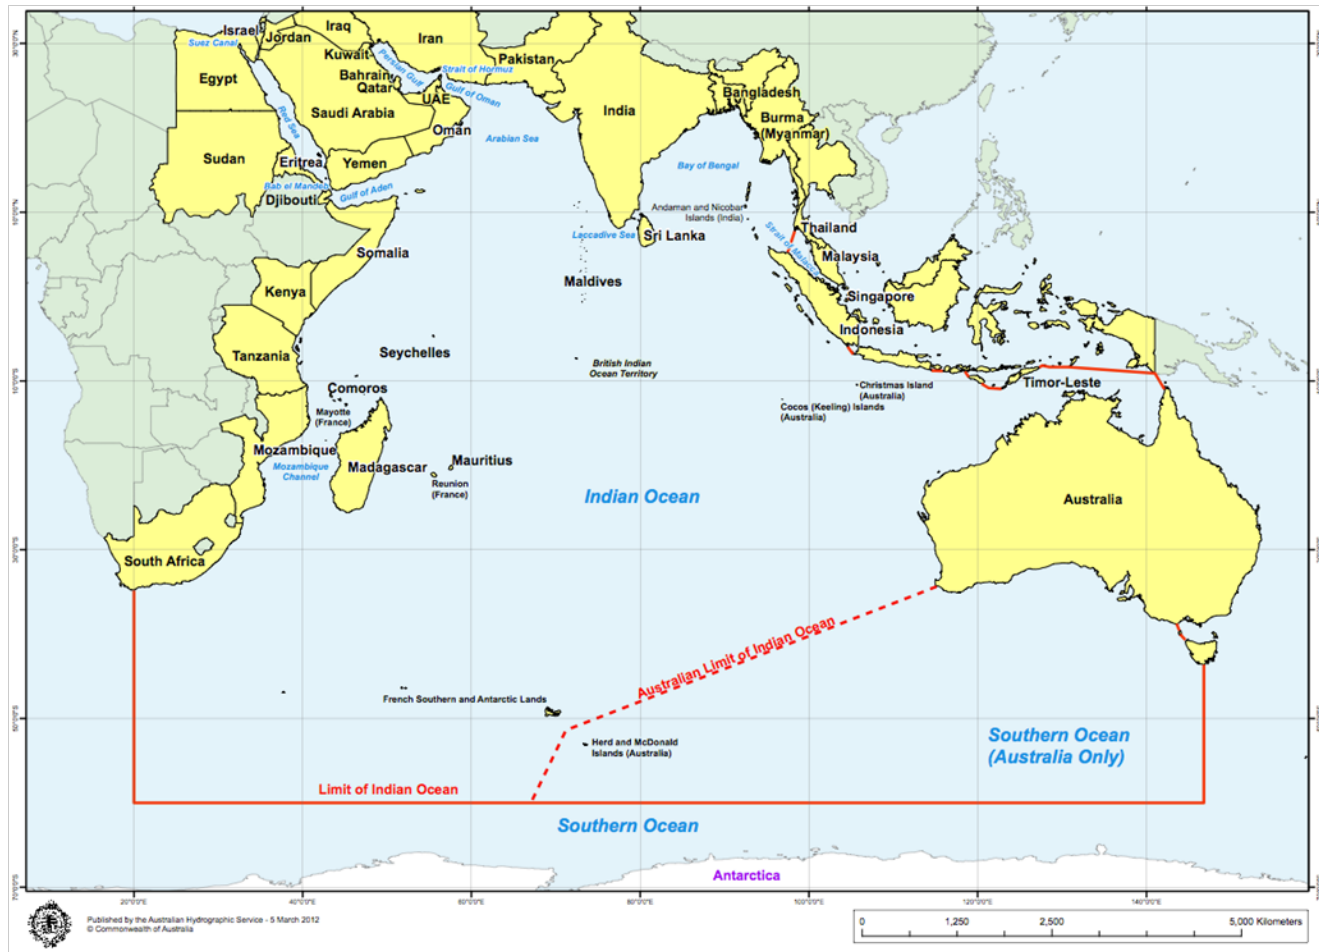 Israel
Jordan
Iraq
Iran
Suez Canal
Kuwait
Persian Gulf
Strait of Hormuz
Pakistan
Egypt
Bahrain
Qatar
UAE
Gulf of Oman
India
Bangladesh
Saudi Arabia
Red Sea
Oman
Arabian Sea
Burma
(Myanmar)
Sudan
Eritrea
Yemen
Bay of Bengal
Bab el Mandeb
Djibouti
Gulf of Aden
Andaman and Nicobar
Islands (India)
Somalia
Laccadive Sea
Sri Lanka
Strait of Malacca
Thailand
Malaysia
Maldives
Kenya
Singapore
Indonesia
Tanzania
Seychelles
British Indian
Ocean Territory
Comoros
Christmas Island
(Australia)
Timor-Leste
Mayotte
(France)
Cocos (Keeling) Islands
(Australia)
Mozambique
Mozambique
Channel
Madagascar
Mauritius
Reunion
(France)
Indian Ocean
Australia
South Africa
Australian Limit of Indian Ocean
French Southern and Antarctic Lands
Herd and McDonald
Islands (Australia)
Southern Ocean
(Australia Only)
Limit of Indian Ocean
Southern Ocean
Antarctica
Published by the Australian Hydrographic Service - 5 March 2012
© Commonwealth of Australia
0 1,250 2,500 5,000 Kilometers